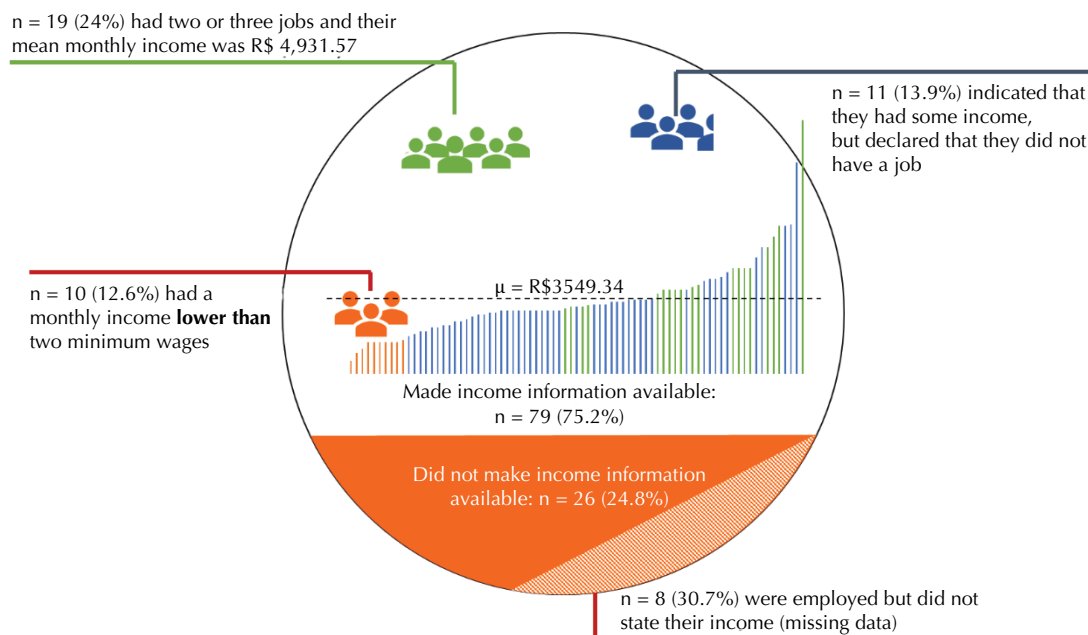 n = 19 (24%) had two or three jobs and their
mean monthly income was R$ 4,931.57
n = 11 (13.9%) indicated that
they had some income,
but declared that they did not
have a job
n = 10 (12.6%) had a
monthly income lower than
two minimum wages
μ = R$3549.34
Made income information available:
n = 79 (75.2%)
Did not make income information
available: n = 26 (24.8%)
n = 8 (30.7%) were employed but did not
state their income (missing data)